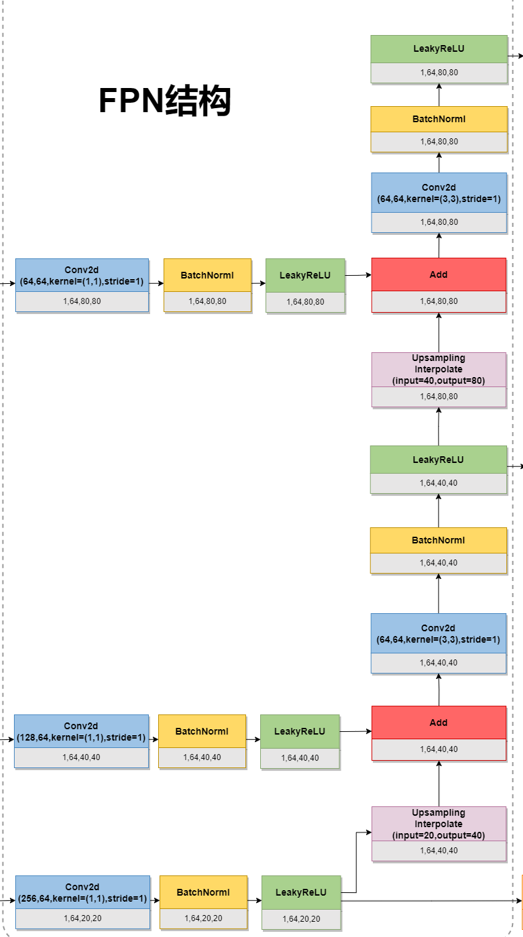 LeakyReLU
1,64,80,80
FPN结构
BatchNorml
1,64,80,80
Conv2d
(64,64,kernel=(3,3),stride=1)
1,64,80,80
Conv2d
(64,64,kernel=(1,1),stride=1)
1,64,80,80
BatchNorml
1,64,80,80
LeakyReLU
1,64,80,80
Add
1,64,80,80
Upsampling
Interpolate
(input=40,output=80)
1,64,80,80
LeakyReLU
1,64,40,40
BatchNorml
1,64,40,40
Conv2d
(64,64,kernel=(3,3),stride=1)
1,64,40,40
Conv2d
(128,64,kernel=(1,1),stride=1)
1,64,40,40
BatchNorml
1,64,40,40
LeakyReLU
1,64,40,40
Add
1,64,40,40
Upsampling
Interpolate
(input=20,output=40)
1,64,40,40
Conv2d
(256,64,kernel=(1,1),stride=1)
1,64,20,20
BatchNorml
1,64,20,20
LeakyReLU
1,64,20,20